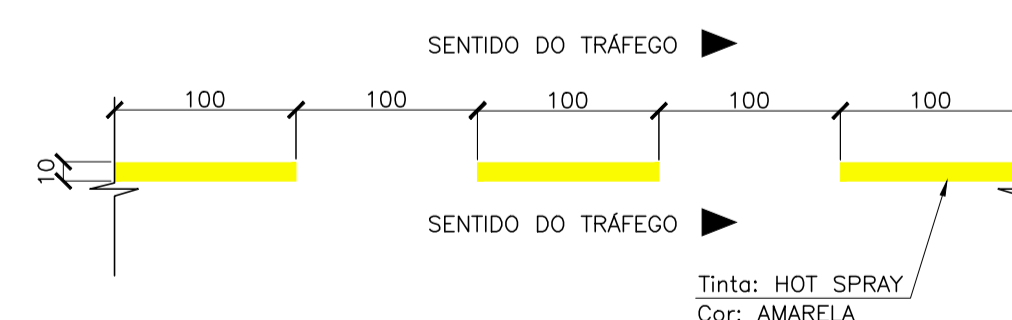 SENTIDO DO TRÁFEGO
100 100 100 100 100
10
SENTIDO DO TRÁFEGO
Tinta: HOT SPRAY
Cor: AMARELA